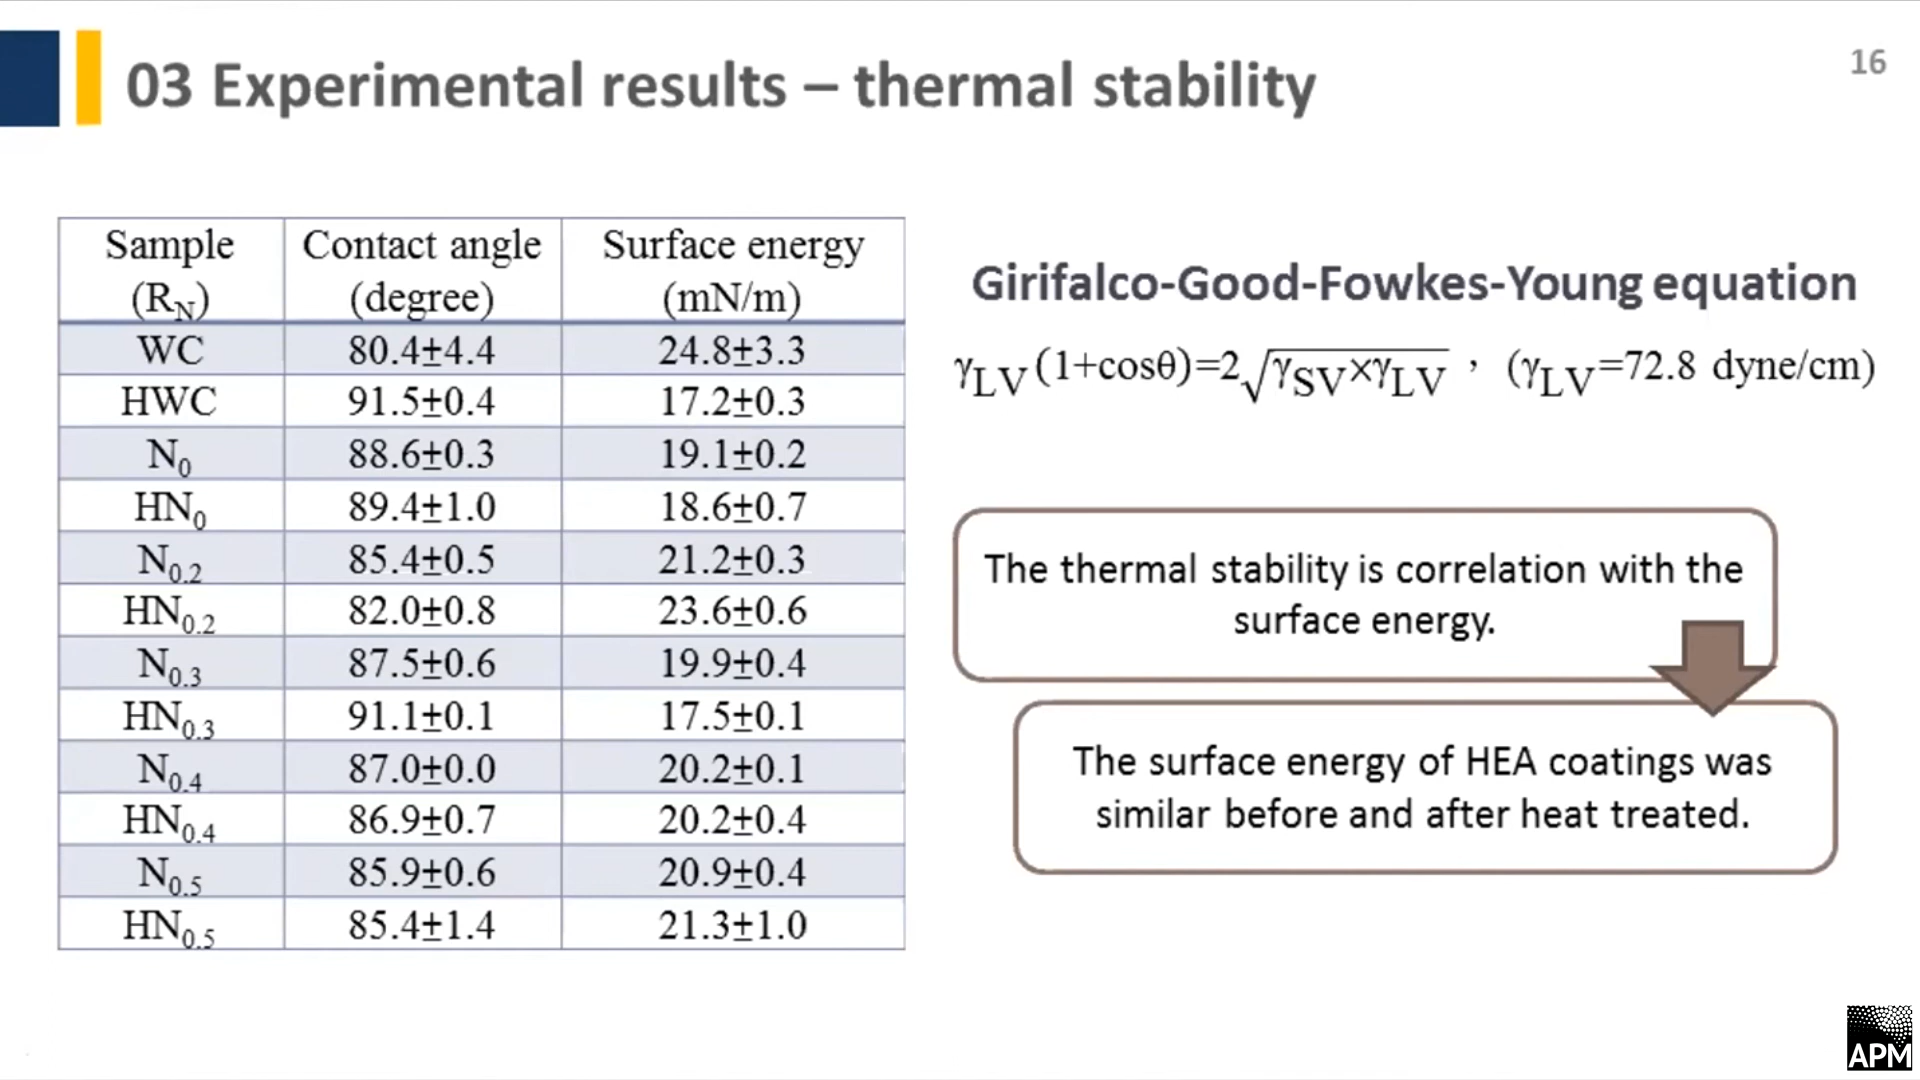 03 Experimental results – thermal stability
16
Sample (R_N) Contact angle (degree) Surface energy (mN/m)
WC 80.4±4.4 24.8±3.3
HWC 91.5±0.4 17.2±0.3
N₀ 88.6±0.3 19.1±0.2
HN₀ 89.4±1.0 18.6±0.7
N₀.₂ 85.4±0.5 21.2±0.3
HN₀.₂ 82.0±0.8 23.6±0.6
N₀.₃ 87.5±0.6 19.9±0.4
HN₀.₃ 91.1±0.1 17.5±0.1
N₀.₄ 87.0±0.0 20.2±0.1
HN₀.₄ 86.9±0.7 20.2±0.4
N₀.₅ 85.9±0.6 20.9±0.4
HN₀.₅ 85.4±1.4 21.3±1.0
Girifalco-Good-Fowkes-Young equation
γ_LV(1+cosθ)=2√(γ_SV×γ_LV) , (γ_LV=72.8 dyne/cm)
The thermal stability is correlation with the
surface energy.
The surface energy of HEA coatings was
similar before and after heat treated.
APM